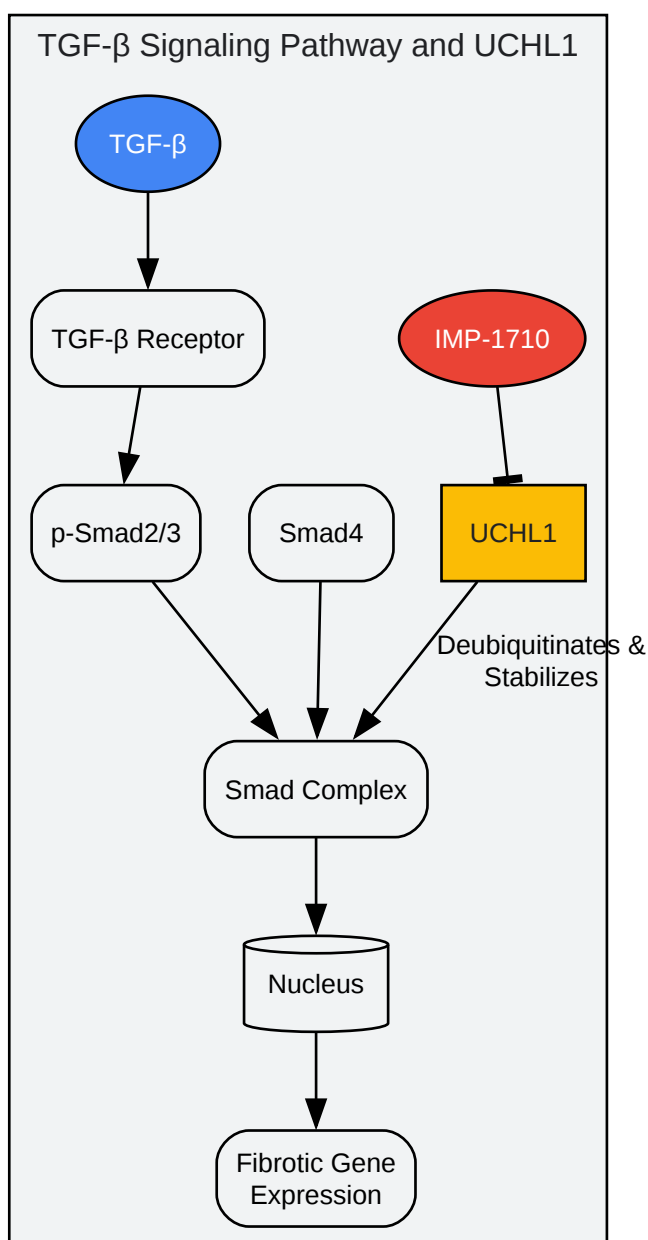 TGF-β Signaling Pathway and UCHL1
TGF-β
TGF-β Receptor
IMP-1710
p-Smad2/3
Smad4
UCHL1
Deubiquitinates &
Stabilizes
Smad Complex
Nucleus
Fibrotic Gene
Expression